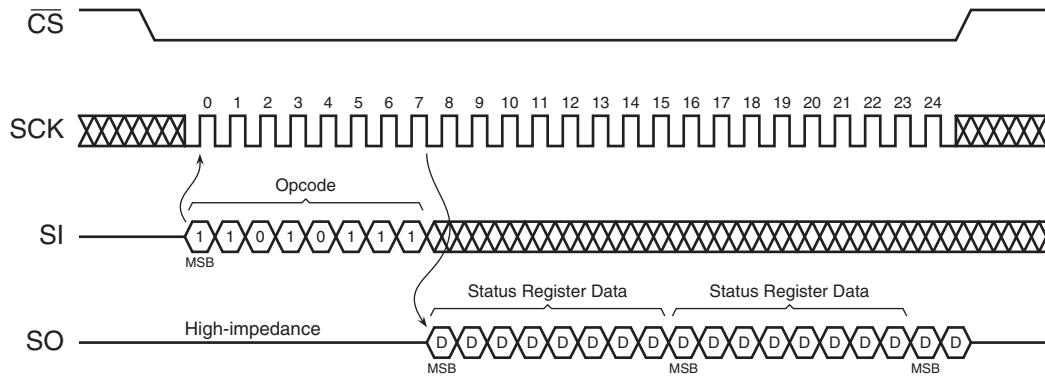 CS
0 1 2 3 4 5 6 7 8 9 10 11 12 13 14 15 16 17 18 19 20 21 22 23 24
SCK
Opcode
SI 1 1 0 1 0 1 1 1
MSB
Status Register Data Status Register Data
High-impedance
SO D D D D D D D D D D D D D D D D D D
MSB MSB MSB